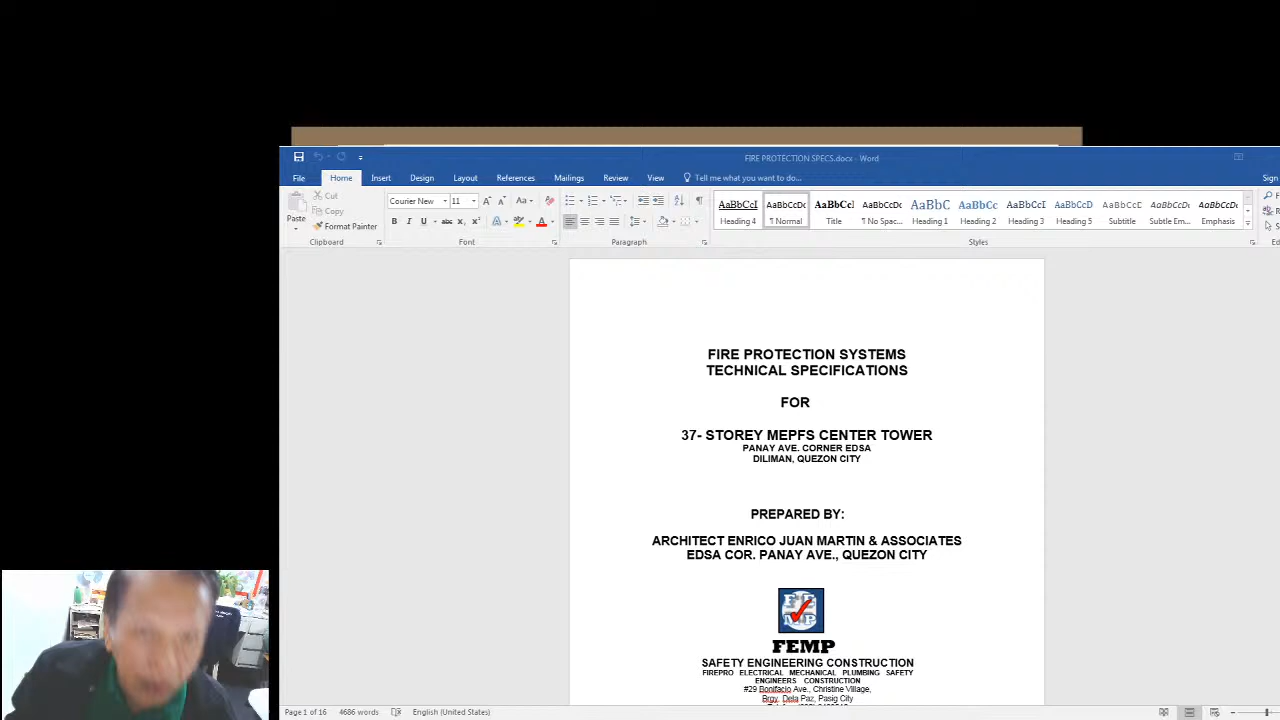 FIRE PROTECTION SPECS.docx - Word
Sign
File Home Insert Design Layout References Mailings Review View Tell me what you want to do...
Paste
Cut
Copy
Format Painter
Courier New 11
AaBbCcI AaBbCcDc AaBbCcI AaBbCcDc AaBbC AaBbCc AaBbCcI AaBbCcD AaBbCcD AaBbCcDc AaBbCcDc
Heading 4 ¶ Normal Title ¶ No Spac... Heading 1 Heading 2 Heading 3 Heading 5 Subtitle Subtle Em... Emphasis
Clipboard Font Paragraph Styles
FIRE PROTECTION SYSTEMS
TECHNICAL SPECIFICATIONS
FOR
37- STOREY MEPFS CENTER TOWER
PANAY AVE. CORNER EDSA
DILIMAN, QUEZON CITY
PREPARED BY:
ARCHITECT ENRICO JUAN MARTIN & ASSOCIATES
EDSA COR. PANAY AVE., QUEZON CITY
FEMP
SAFETY ENGINEERING CONSTRUCTION
FIREPRO ELECTRICAL MECHANICAL PLUMBING SAFETY
ENGINEERS CONSTRUCTION
#29 Bonifacio Ave., Christine Village,
Brgy. Dela Paz, Pasig City
Page 1 of 16 4686 words English (United States)